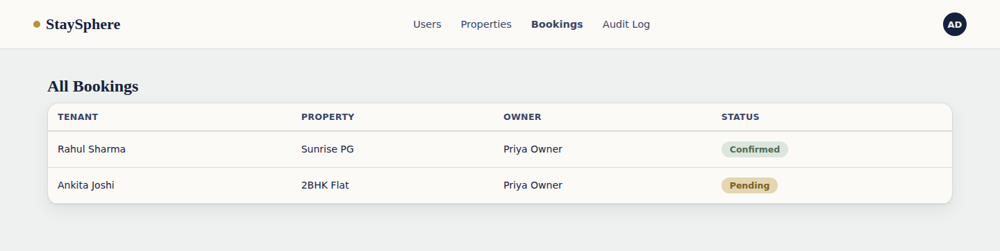 StaySphere Users Properties Bookings Audit Log AD
All Bookings
TENANT PROPERTY OWNER STATUS
Rahul Sharma Sunrise PG Priya Owner Confirmed
Ankita Joshi 2BHK Flat Priya Owner Pending